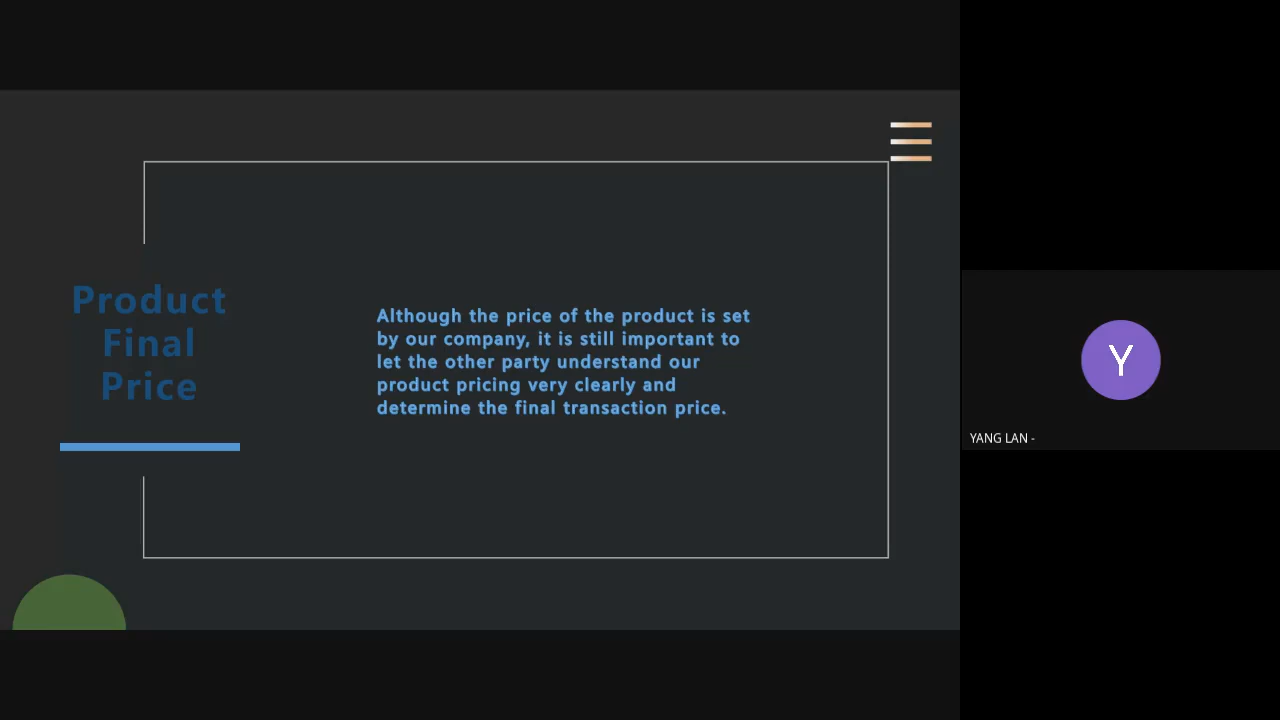 Product
Final
Price
Although the price of the product is set
by our company, it is still important to
let the other party understand our
product pricing very clearly and
determine the final transaction price.
Y
YANG LAN -